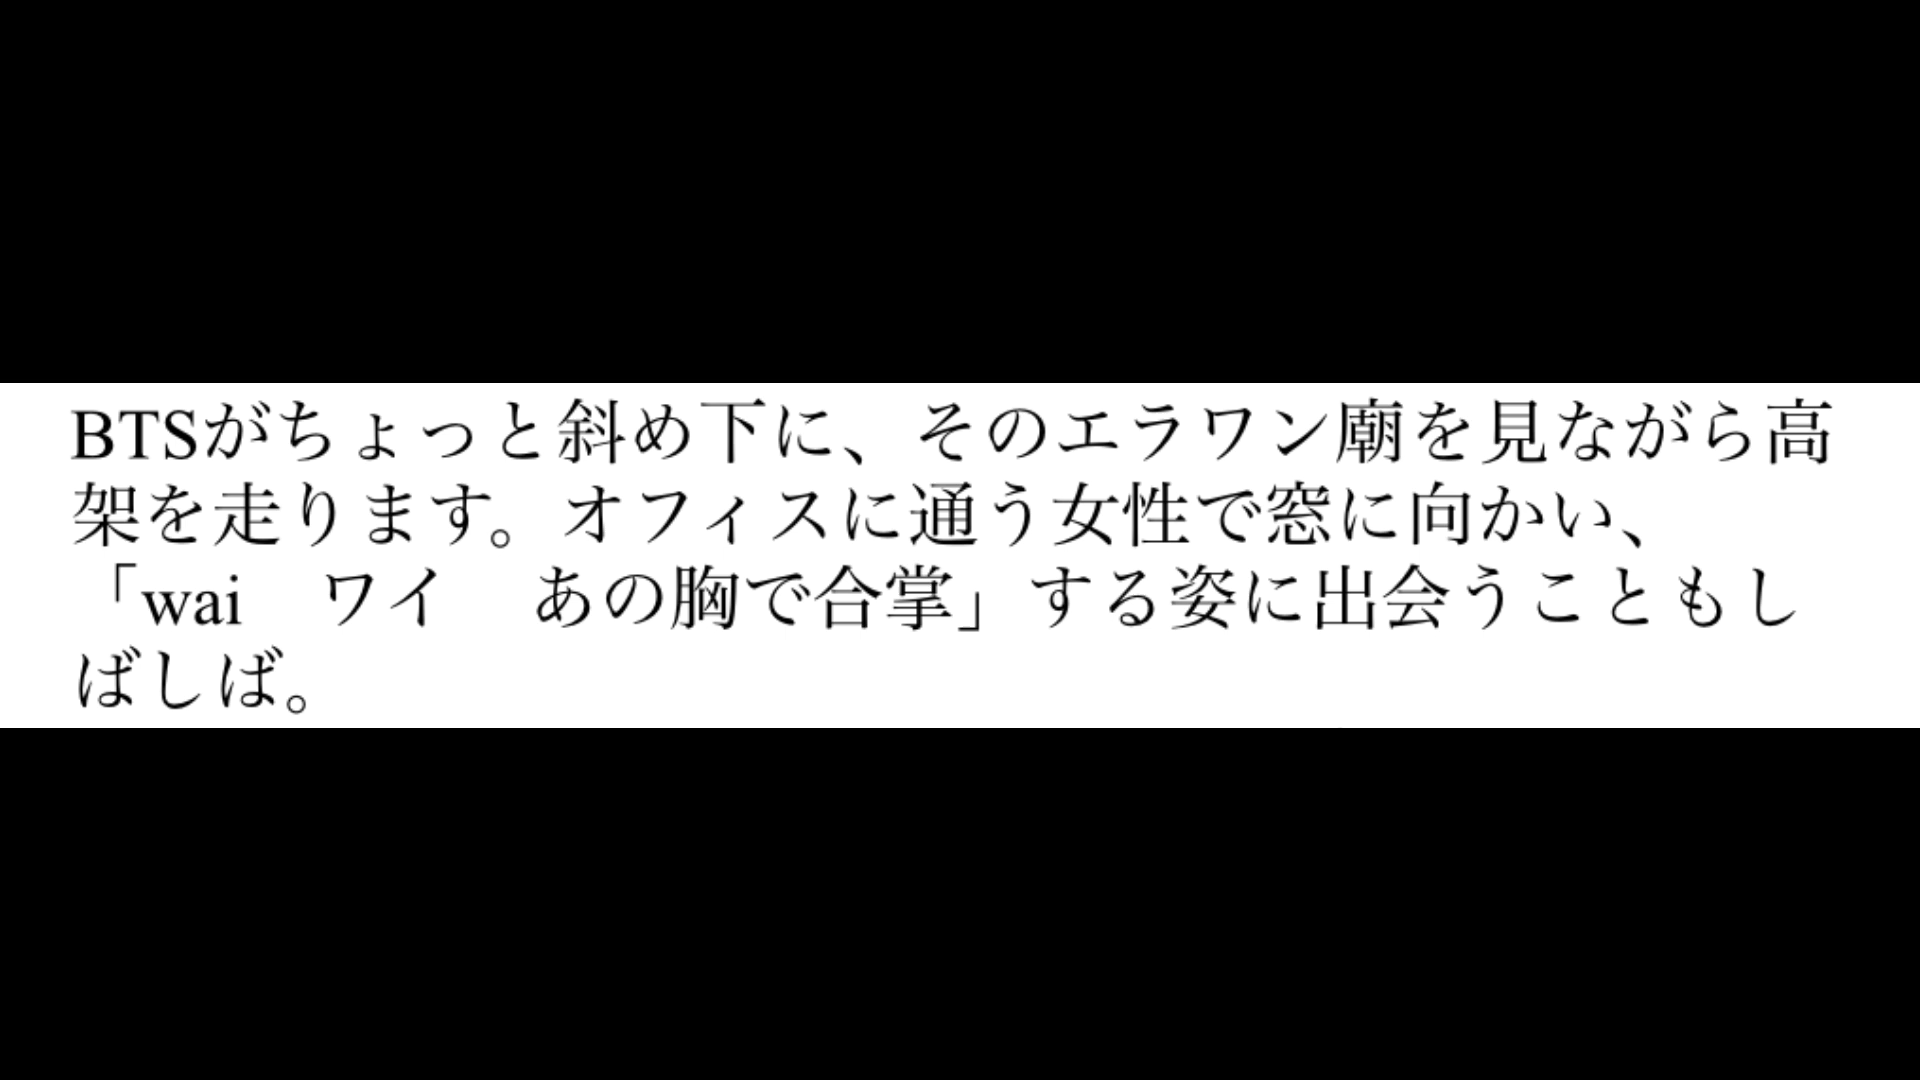 BTSがちょっと斜め下に、そのエラワン廟を見ながら高
架を走ります。オフィスに通う女性で窓に向かい、
「wai　ワイ　あの胸で合掌」する姿に出会うこともし
ばしば。